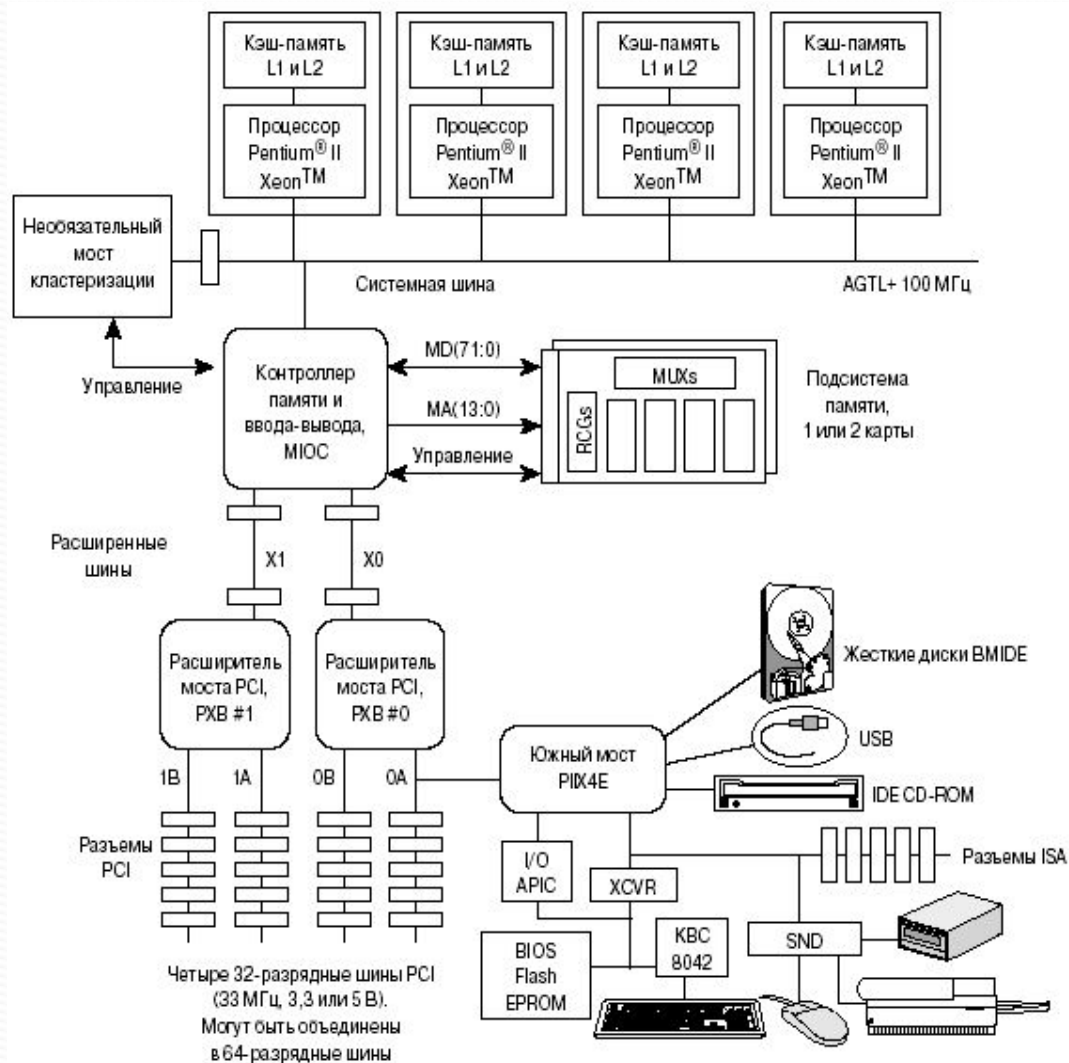 Кэш-память
L1 и L2
Кэш-память
L1 и L2
Кэш-память
L1 и L2
Кэш-память
L1 и L2
Процессор
Pentium® II
Xeon™
Процессор
Pentium® II
Xeon™
Процессор
Pentium® II
Xeon™
Процессор
Pentium® II
Xeon™
Необязательный
мост
кластеризации
Системная шина
AGTL+ 100 МГц
Управление
Контроллер
памяти и
ввода-вывода,
MIOC
MD(71:0)
MA(13:0)
Управление
MUXs
RCGs
Подсистема
памяти,
1 или 2 карты
Расширенные
шины
X1
X0
Расширитель
моста PCI,
PXB #1
Расширитель
моста PCI,
PXB #0
Жесткие диски BMIDE
USB
IDE CD-ROM
Южный мост
PIIX4E
1B
1A
0B
0A
Разъемы
PCI
I/O
APIC
XCVR
Разъемы ISA
BIOS
Flash
EPROM
KBC
8042
SND
Четыре 32-разрядные шины PCI
(33 МГц, 3,3 или 5 В).
Могут быть объединены
в 64-разрядные шины